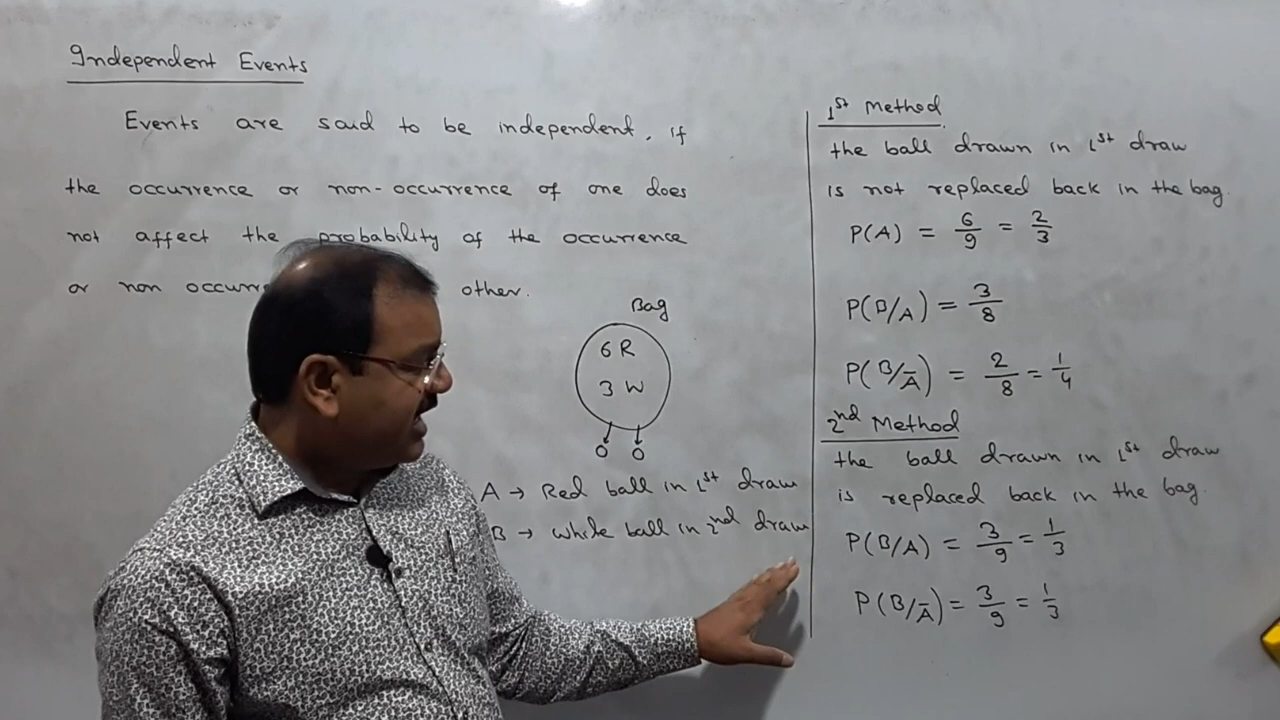 Independent Events
Events are said to be independent, if
the occurrence or non-occurrence of one does
not affect the probability of the occurrence
or non other.
Bag
6 R
3 W
A → Red ball in 1st draw
B → White ball in 2nd draw
1st Method
the ball drawn in 1st draw
is not replaced back in the bag.
P(A) = 6/9 = 2/3
P(B/A) = 3/8
P(B/A̅) = 2/8 = 1/4
2nd Method
the ball drawn in 1st draw
is replaced back in the bag.
P(B/A) = 3/9 = 1/3
P(B/A̅) = 3/9 = 1/3